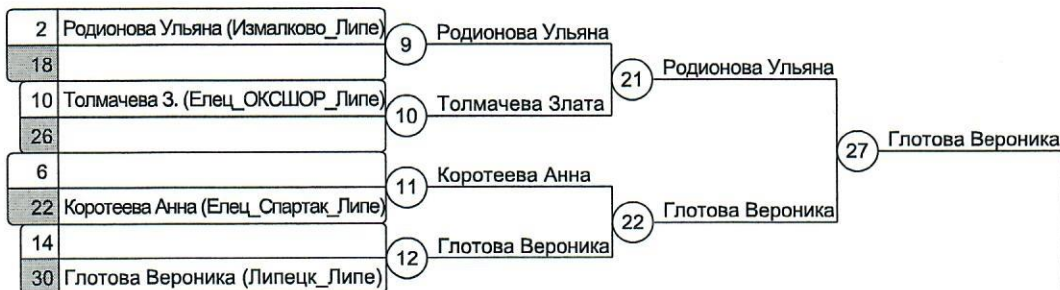 2 Родионова Ульяна (Измалково_Липе)
9 Родионова Ульяна
18
21 Родионова Ульяна
10 Толмачева З. (Елец_ОКСШОР_Липе)
10 Толмачева Злата
26
27 Глотова Вероника
6
11 Коротеева Анна
22 Коротеева Анна (Елец_Спартак_Липе)
22 Глотова Вероника
14
12 Глотова Вероника
30 Глотова Вероника (Липецк_Липе)